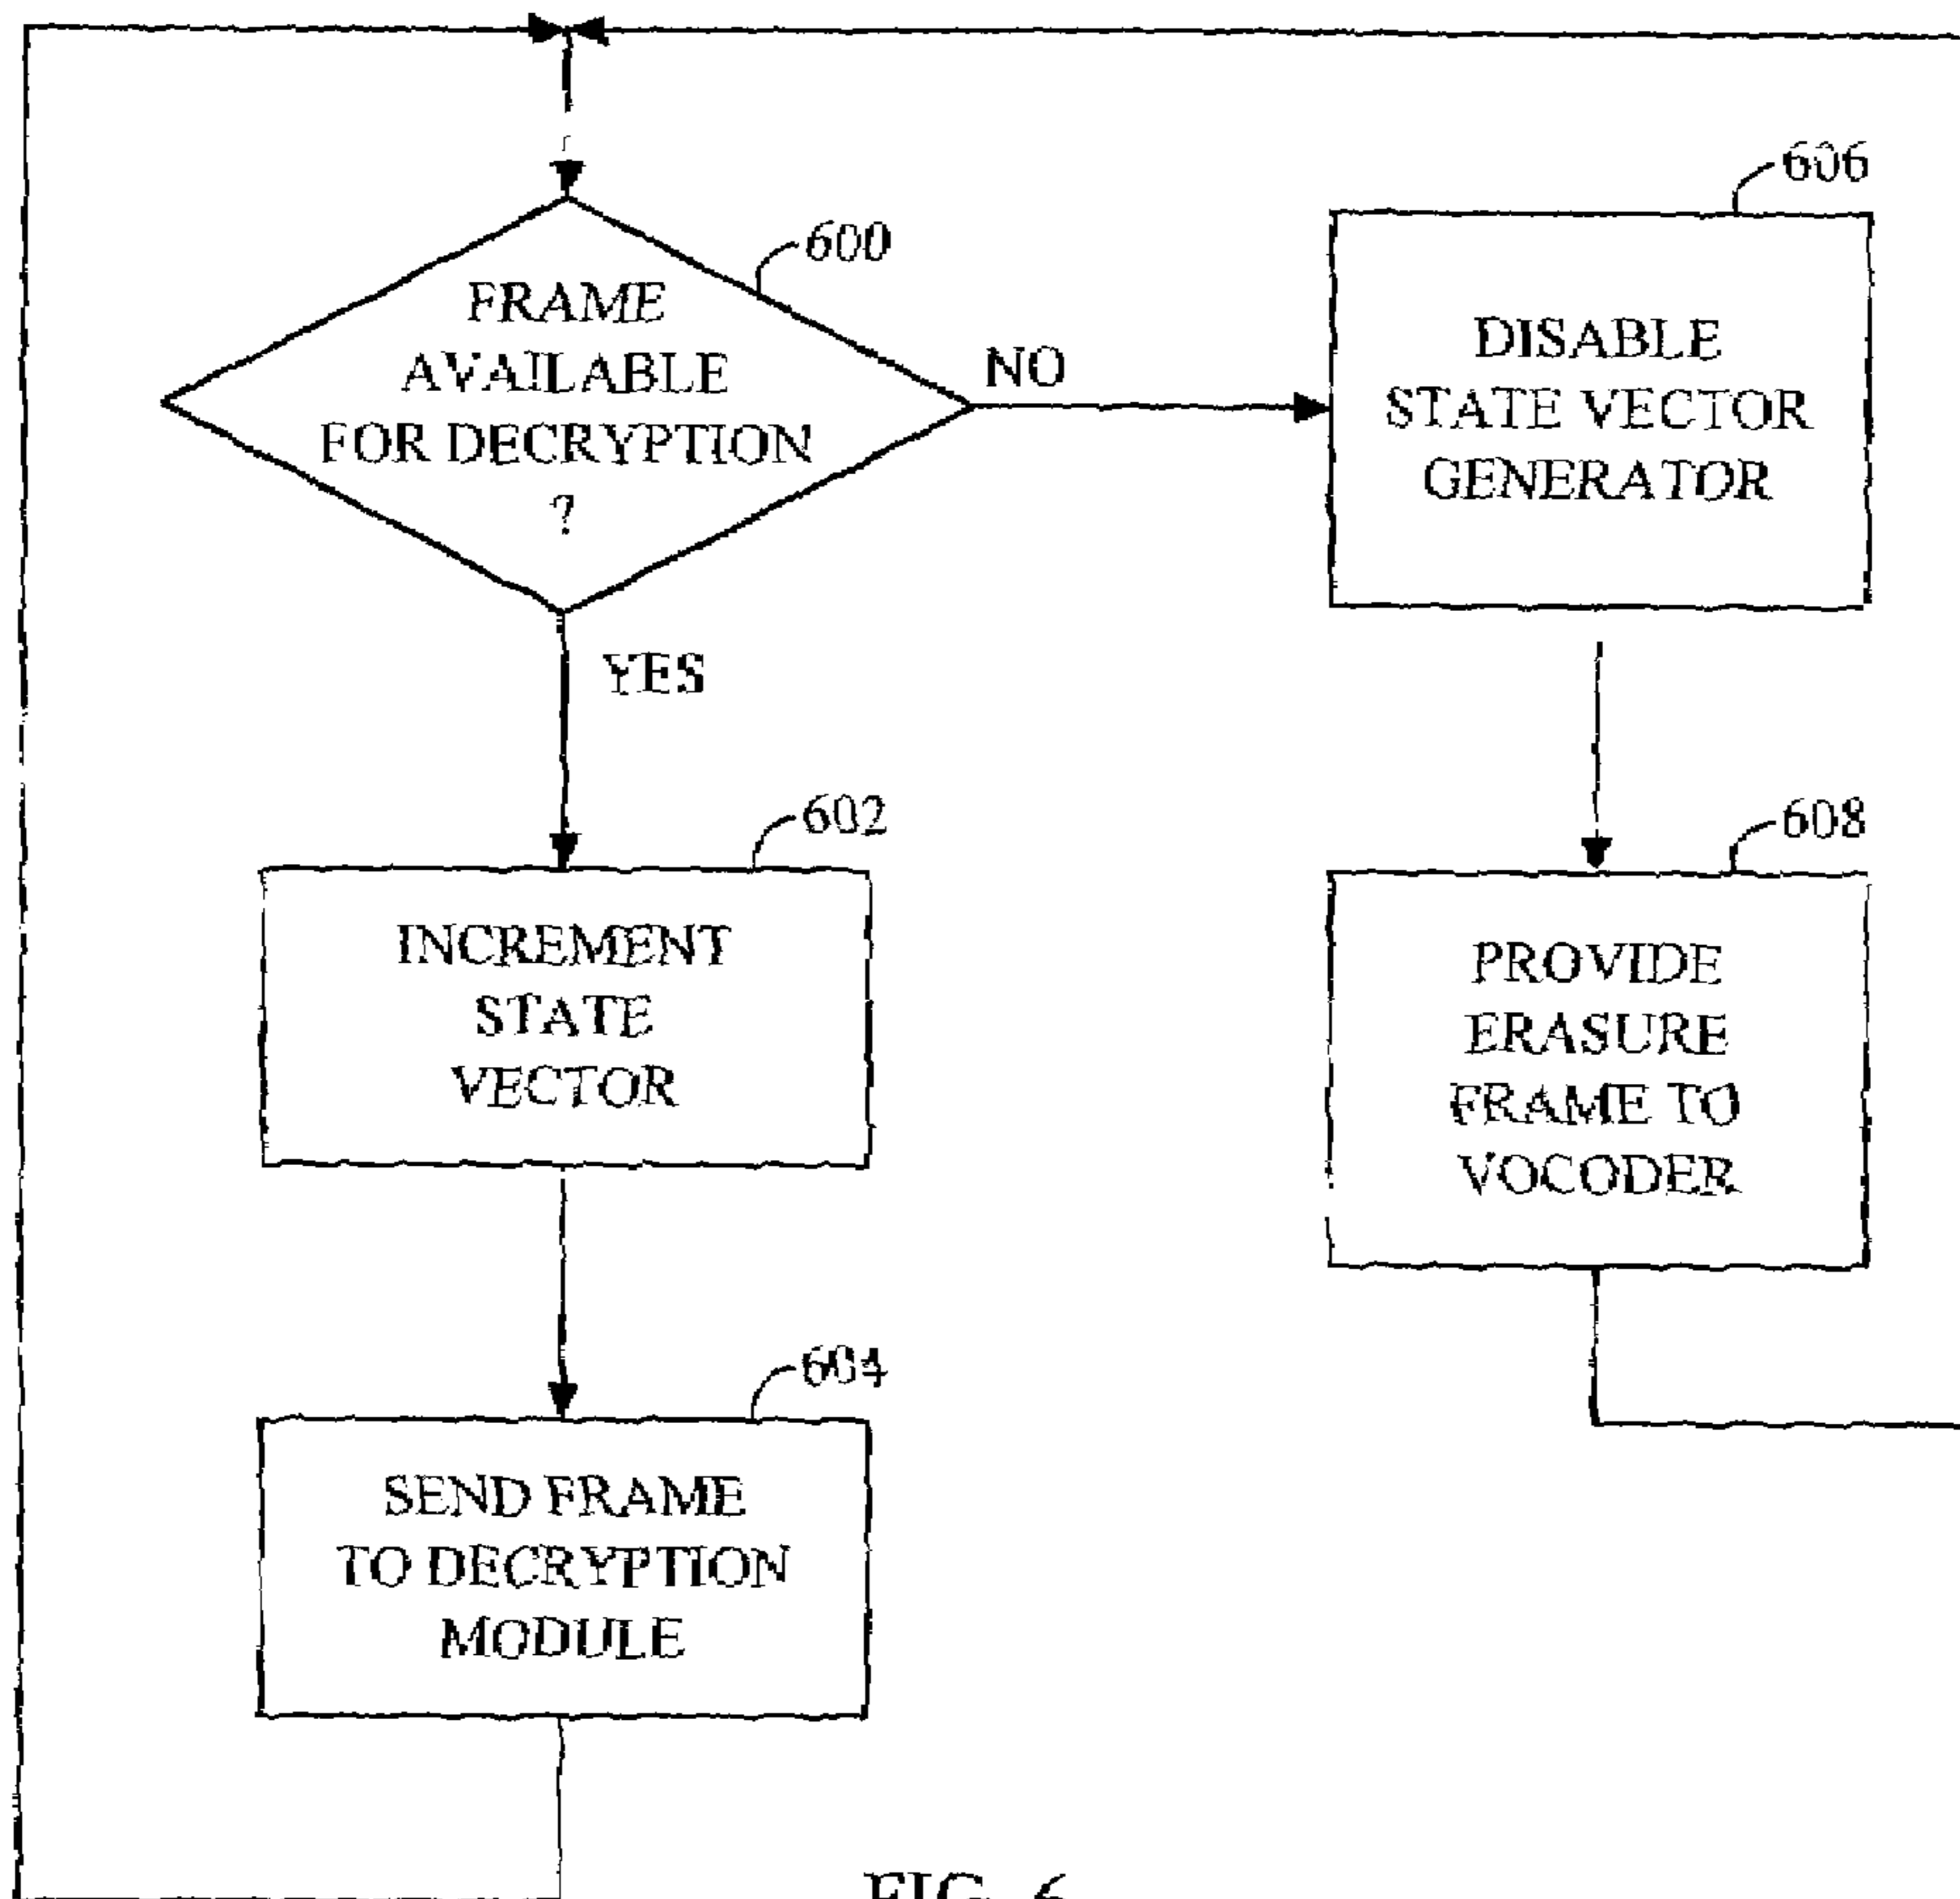 600
FRAME
AVAILABLE
FOR DECRYPTION
?
NO
YES
606
DISABLE
STATE VECTOR
GENERATOR
602
INCREMENT
STATE
VECTOR
608
PROVIDE
ERASURE
FRAME TO
VOCODER
604
SEND FRAME
TO DECRYPTION
MODULE
FIG. 6